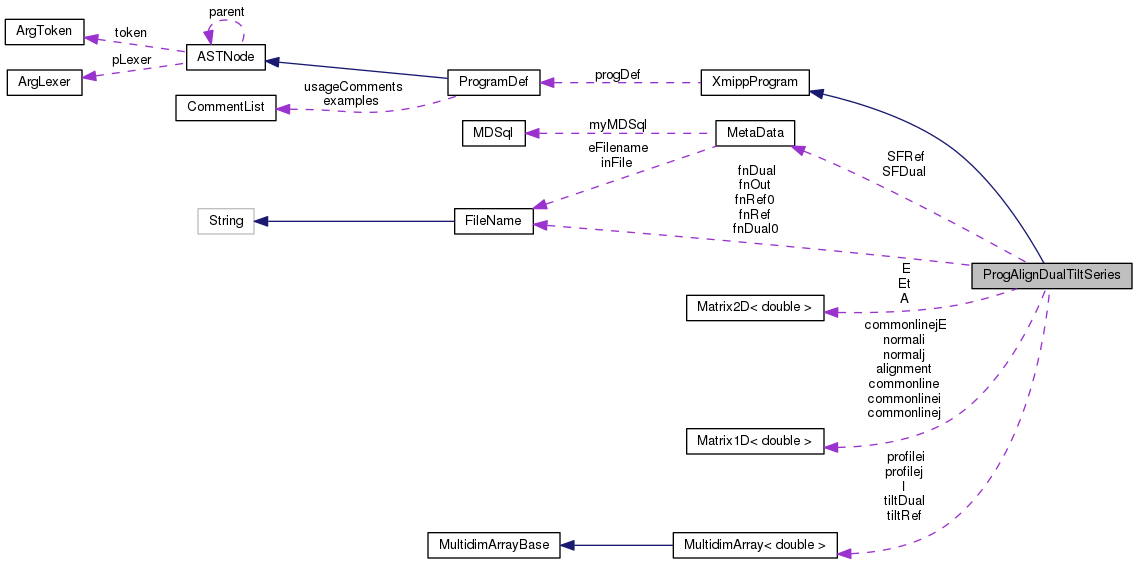 parent
ArgToken
token
ASTNode
pLexer
ArgLexer
progDef
ProgramDef
XmippProgram
usageComments
examples
CommentList
myMDSql
MDSql
MetaData
eFilename
inFile
SFRef
SFDual
fnDual
fnOut
fnRef0
fnRef
fnDual0
String
FileName
ProgAlignDualTiltSeries
E
Et
A
Matrix2D< double >
commonlinejE
normali
normalj
alignment
commonline
commonlinei
commonlinej
Matrix1D< double >
profilei
profilej
I
tiltDual
tiltRef
MultidimArrayBase
MultidimArray< double >